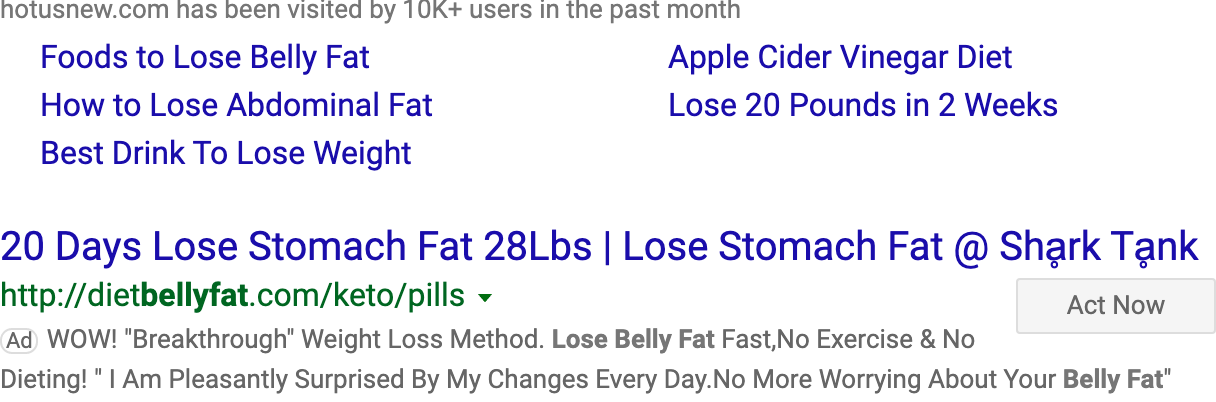 hotusnew.com has been visited by 10K+ users in the past month
Foods to Lose Belly Fat
Apple Cider Vinegar Diet
How to Lose Abdominal Fat
Lose 20 Pounds in 2 Weeks
Best Drink To Lose Weight
20 Days Lose Stomach Fat 28Lbs | Lose Stomach Fat @ Sḁrk Tḁnk
http://dietbellyfat.com/keto/pills
Act Now
Ad WOW! "Breakthrough" Weight Loss Method. Lose Belly Fat Fast,No Exercise & No
Dieting! " I Am Pleasantly Surprised By My Changes Every Day.No More Worrying About Your Belly Fat"